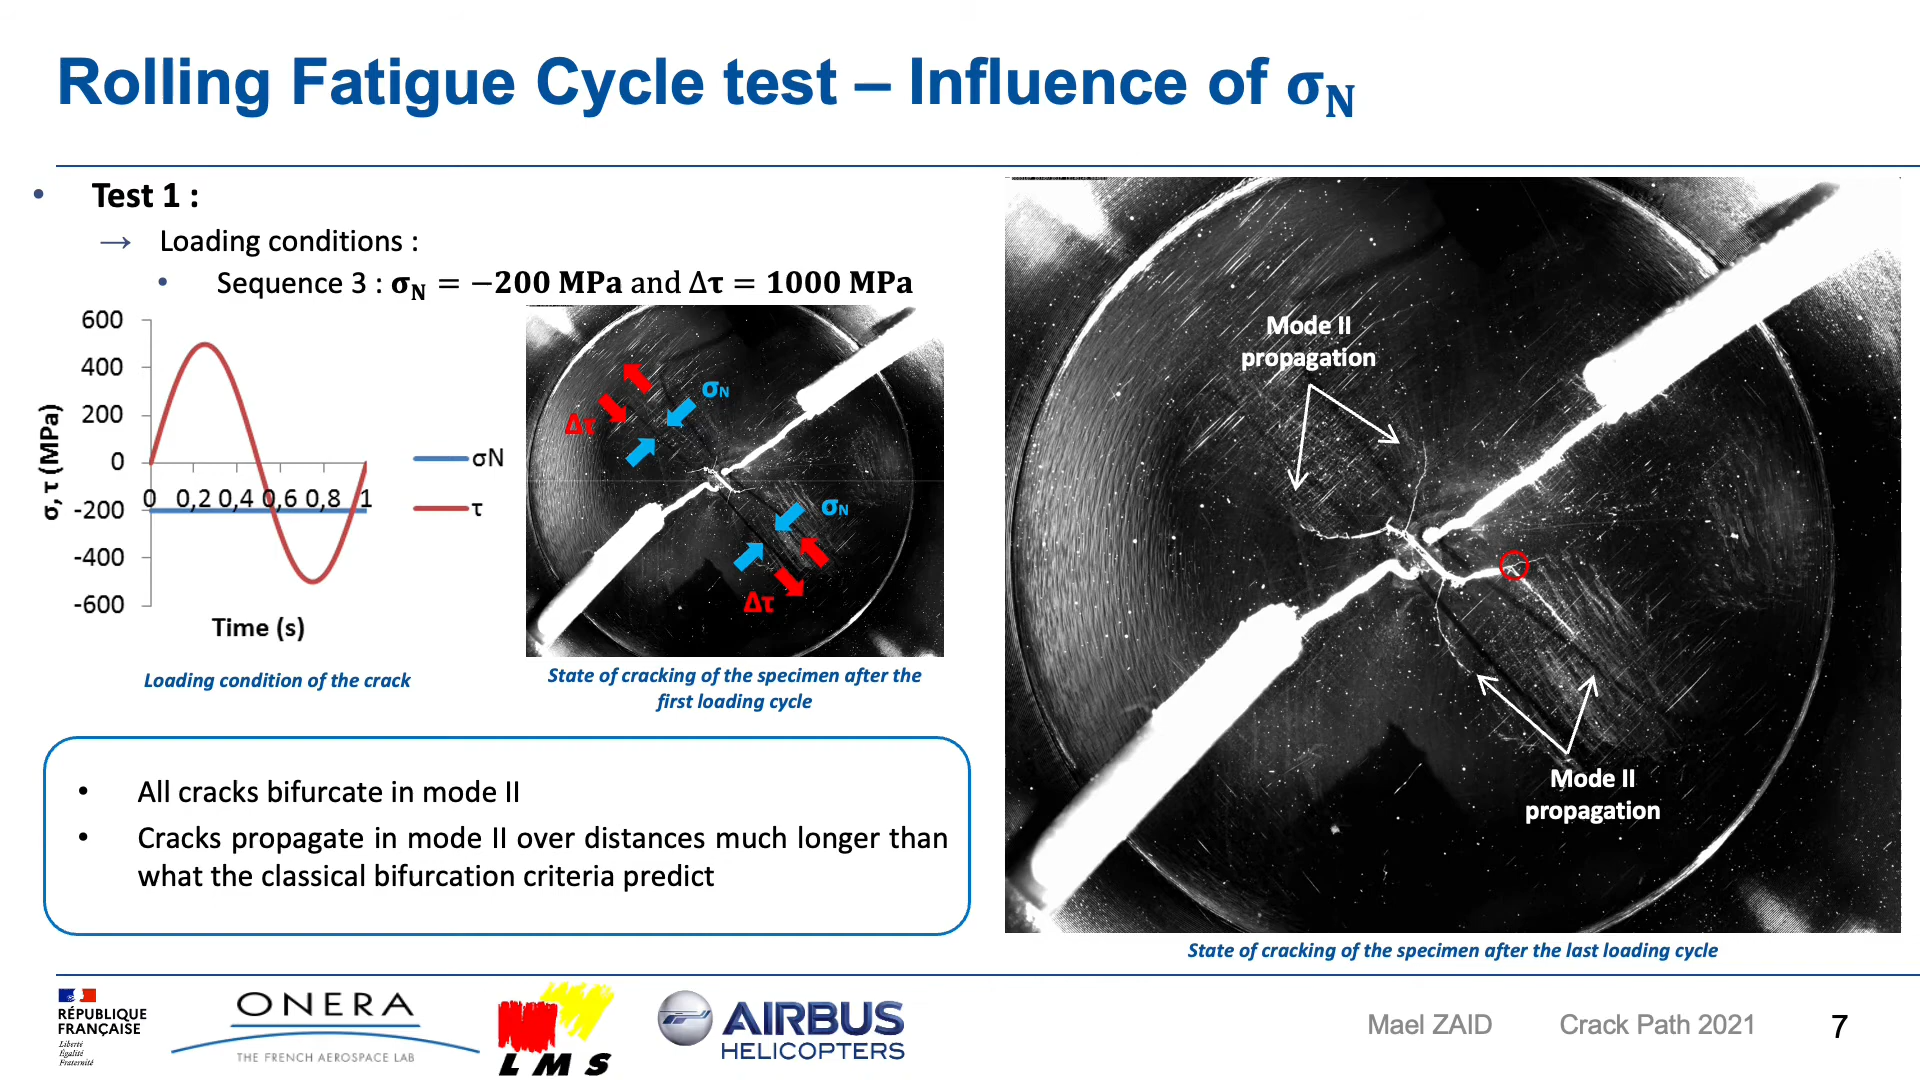 Rolling Fatigue Cycle test – Influence of σN
• Test 1 :
→ Loading conditions :
• Sequence 3 : σN = −200 MPa and Δτ = 1000 MPa
600
400
200
0
-200
-400
-600
σ, τ (MPa)
0 0,2 0,4 0,6 0,8 1
Time (s)
σN
τ
Loading condition of the crack
σN
Δτ
σN
Δτ
State of cracking of the specimen after the
first loading cycle
Mode II
propagation
Mode II
propagation
State of cracking of the specimen after the last loading cycle
• All cracks bifurcate in mode II
• Cracks propagate in mode II over distances much longer than
what the classical bifurcation criteria predict
RÉPUBLIQUE
FRANÇAISE
Liberté
Égalité
Fraternité
ONERA
THE FRENCH AEROSPACE LAB
LMS
AIRBUS
HELICOPTERS
Mael ZAID
Crack Path 2021
7